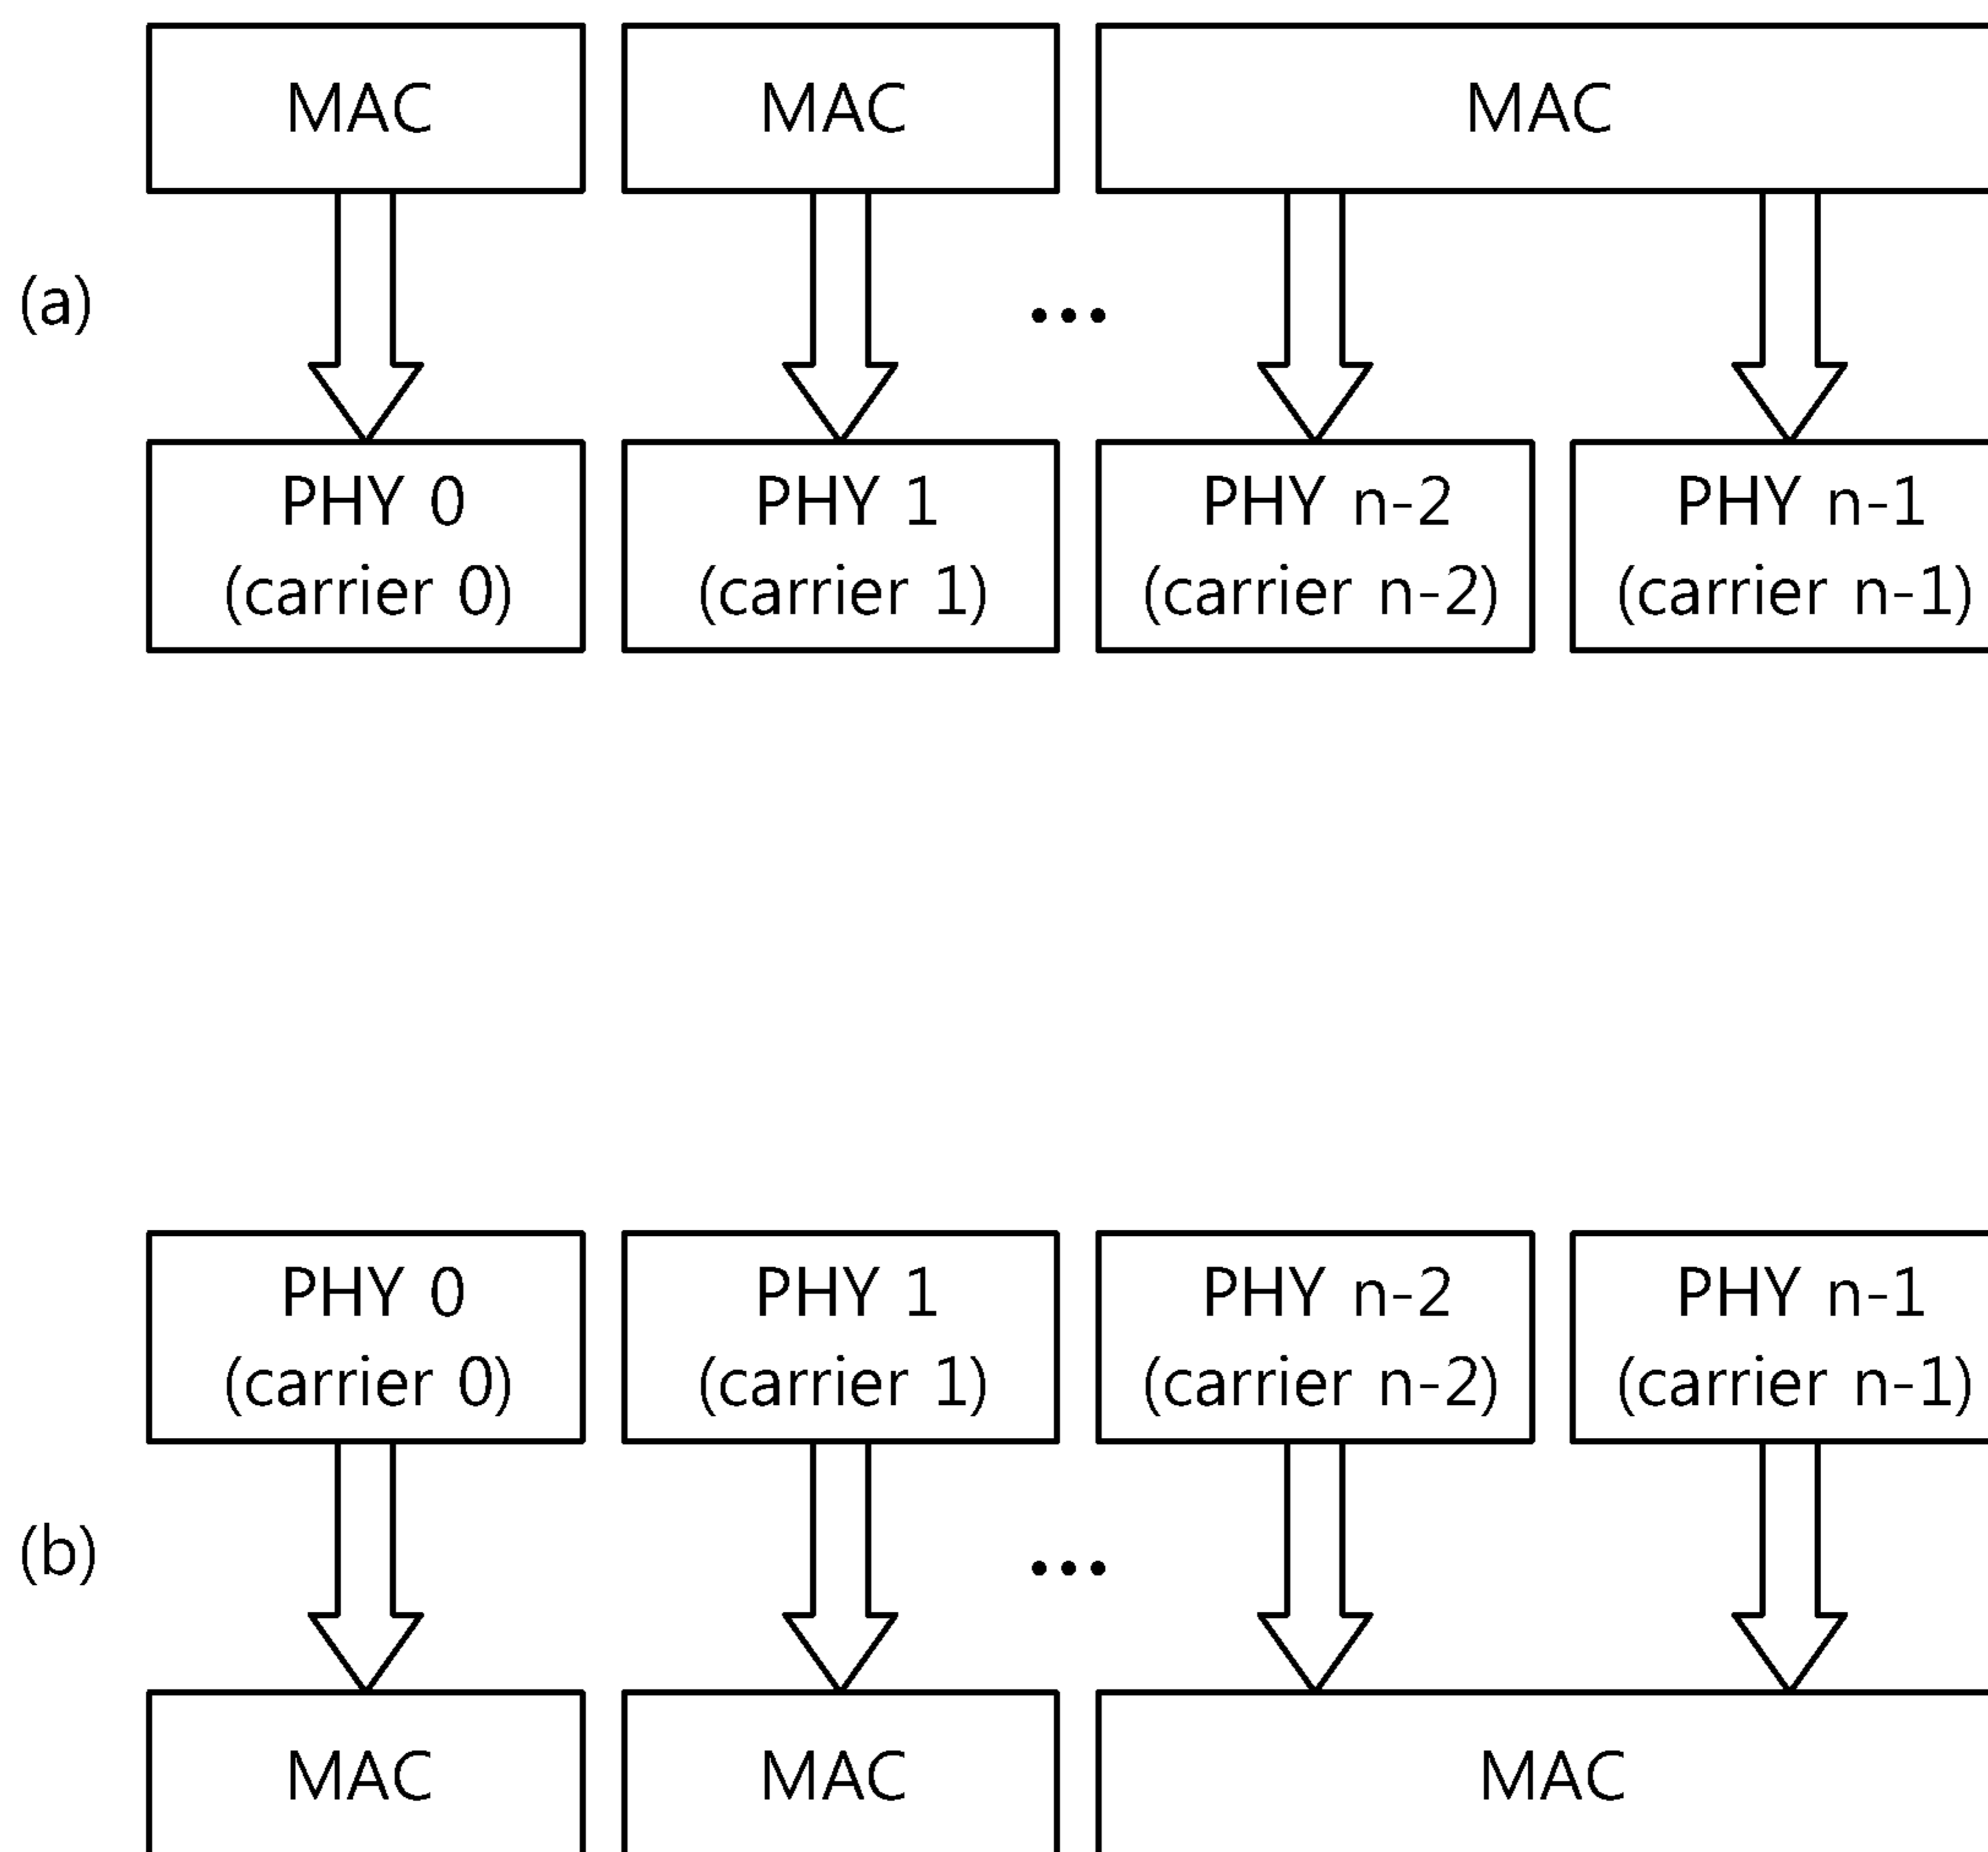 MAC MAC MAC
(a)
...
PHY 0 PHY 1 PHY n-2 PHY n-1
(carrier 0) (carrier 1) (carrier n-2) (carrier n-1)
PHY 0 PHY 1 PHY n-2 PHY n-1
(carrier 0) (carrier 1) (carrier n-2) (carrier n-1)
(b)
...
MAC MAC MAC